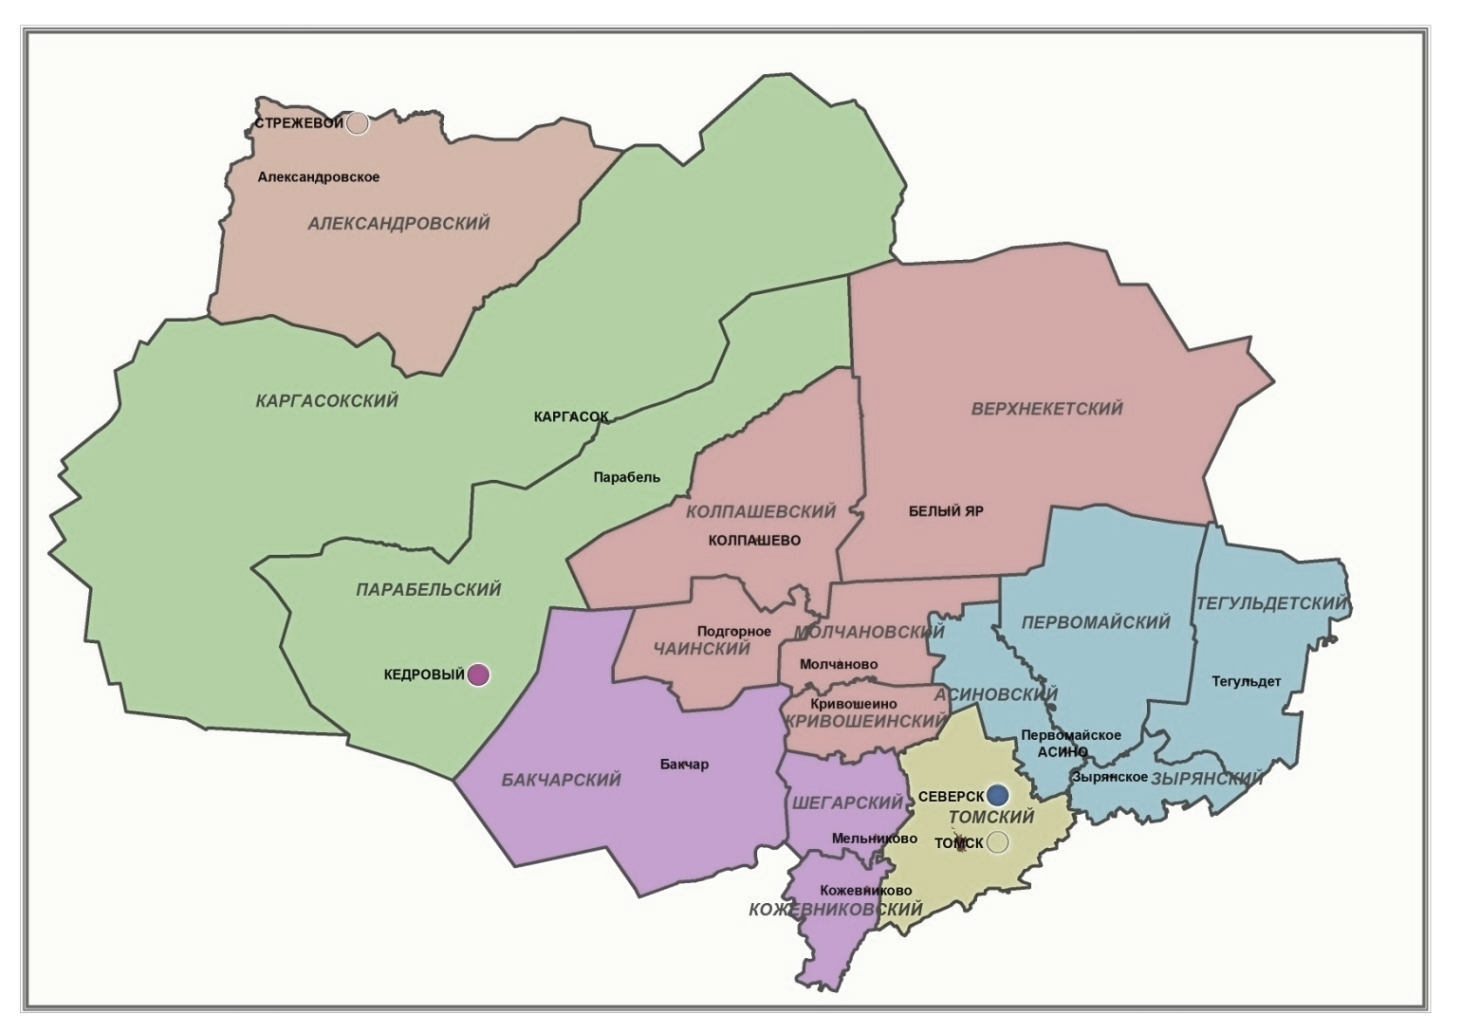 СТРЕЖЕВОЙ
Александровское
АЛЕКСАНДРОВСКИЙ
КАРГАСОКСКИЙ
КАРГАСОК
ВЕРХНЕКЕТСКИЙ
Парабель
КОЛПАШЕВСКИЙ
БЕЛЫЙ ЯР
КОЛПАШЕВО
ПАРАБЕЛЬСКИЙ
ТЕГУЛЬДЕТСКИЙ
ПЕРВОМАЙСКИЙ
Подгорное
МОЛЧАНОВСКИЙ
ЧАИНСКИЙ
Молчаново
КЕДРОВЫЙ
Тегульдет
АСИНОВСКИЙ
Кривошеино
КРИВОШЕИНСКИЙ
Первомайское
АСИНО
Бакчар
БАКЧАРСКИЙ
Зырянское
ЗЫРЯНСКИЙ
СЕВЕРСК
ШЕГАРСКИЙ
ТОМСКИЙ
Мельниково
ТОМСК
Кожевниково
КОЖЕВНИКОВСКИЙ